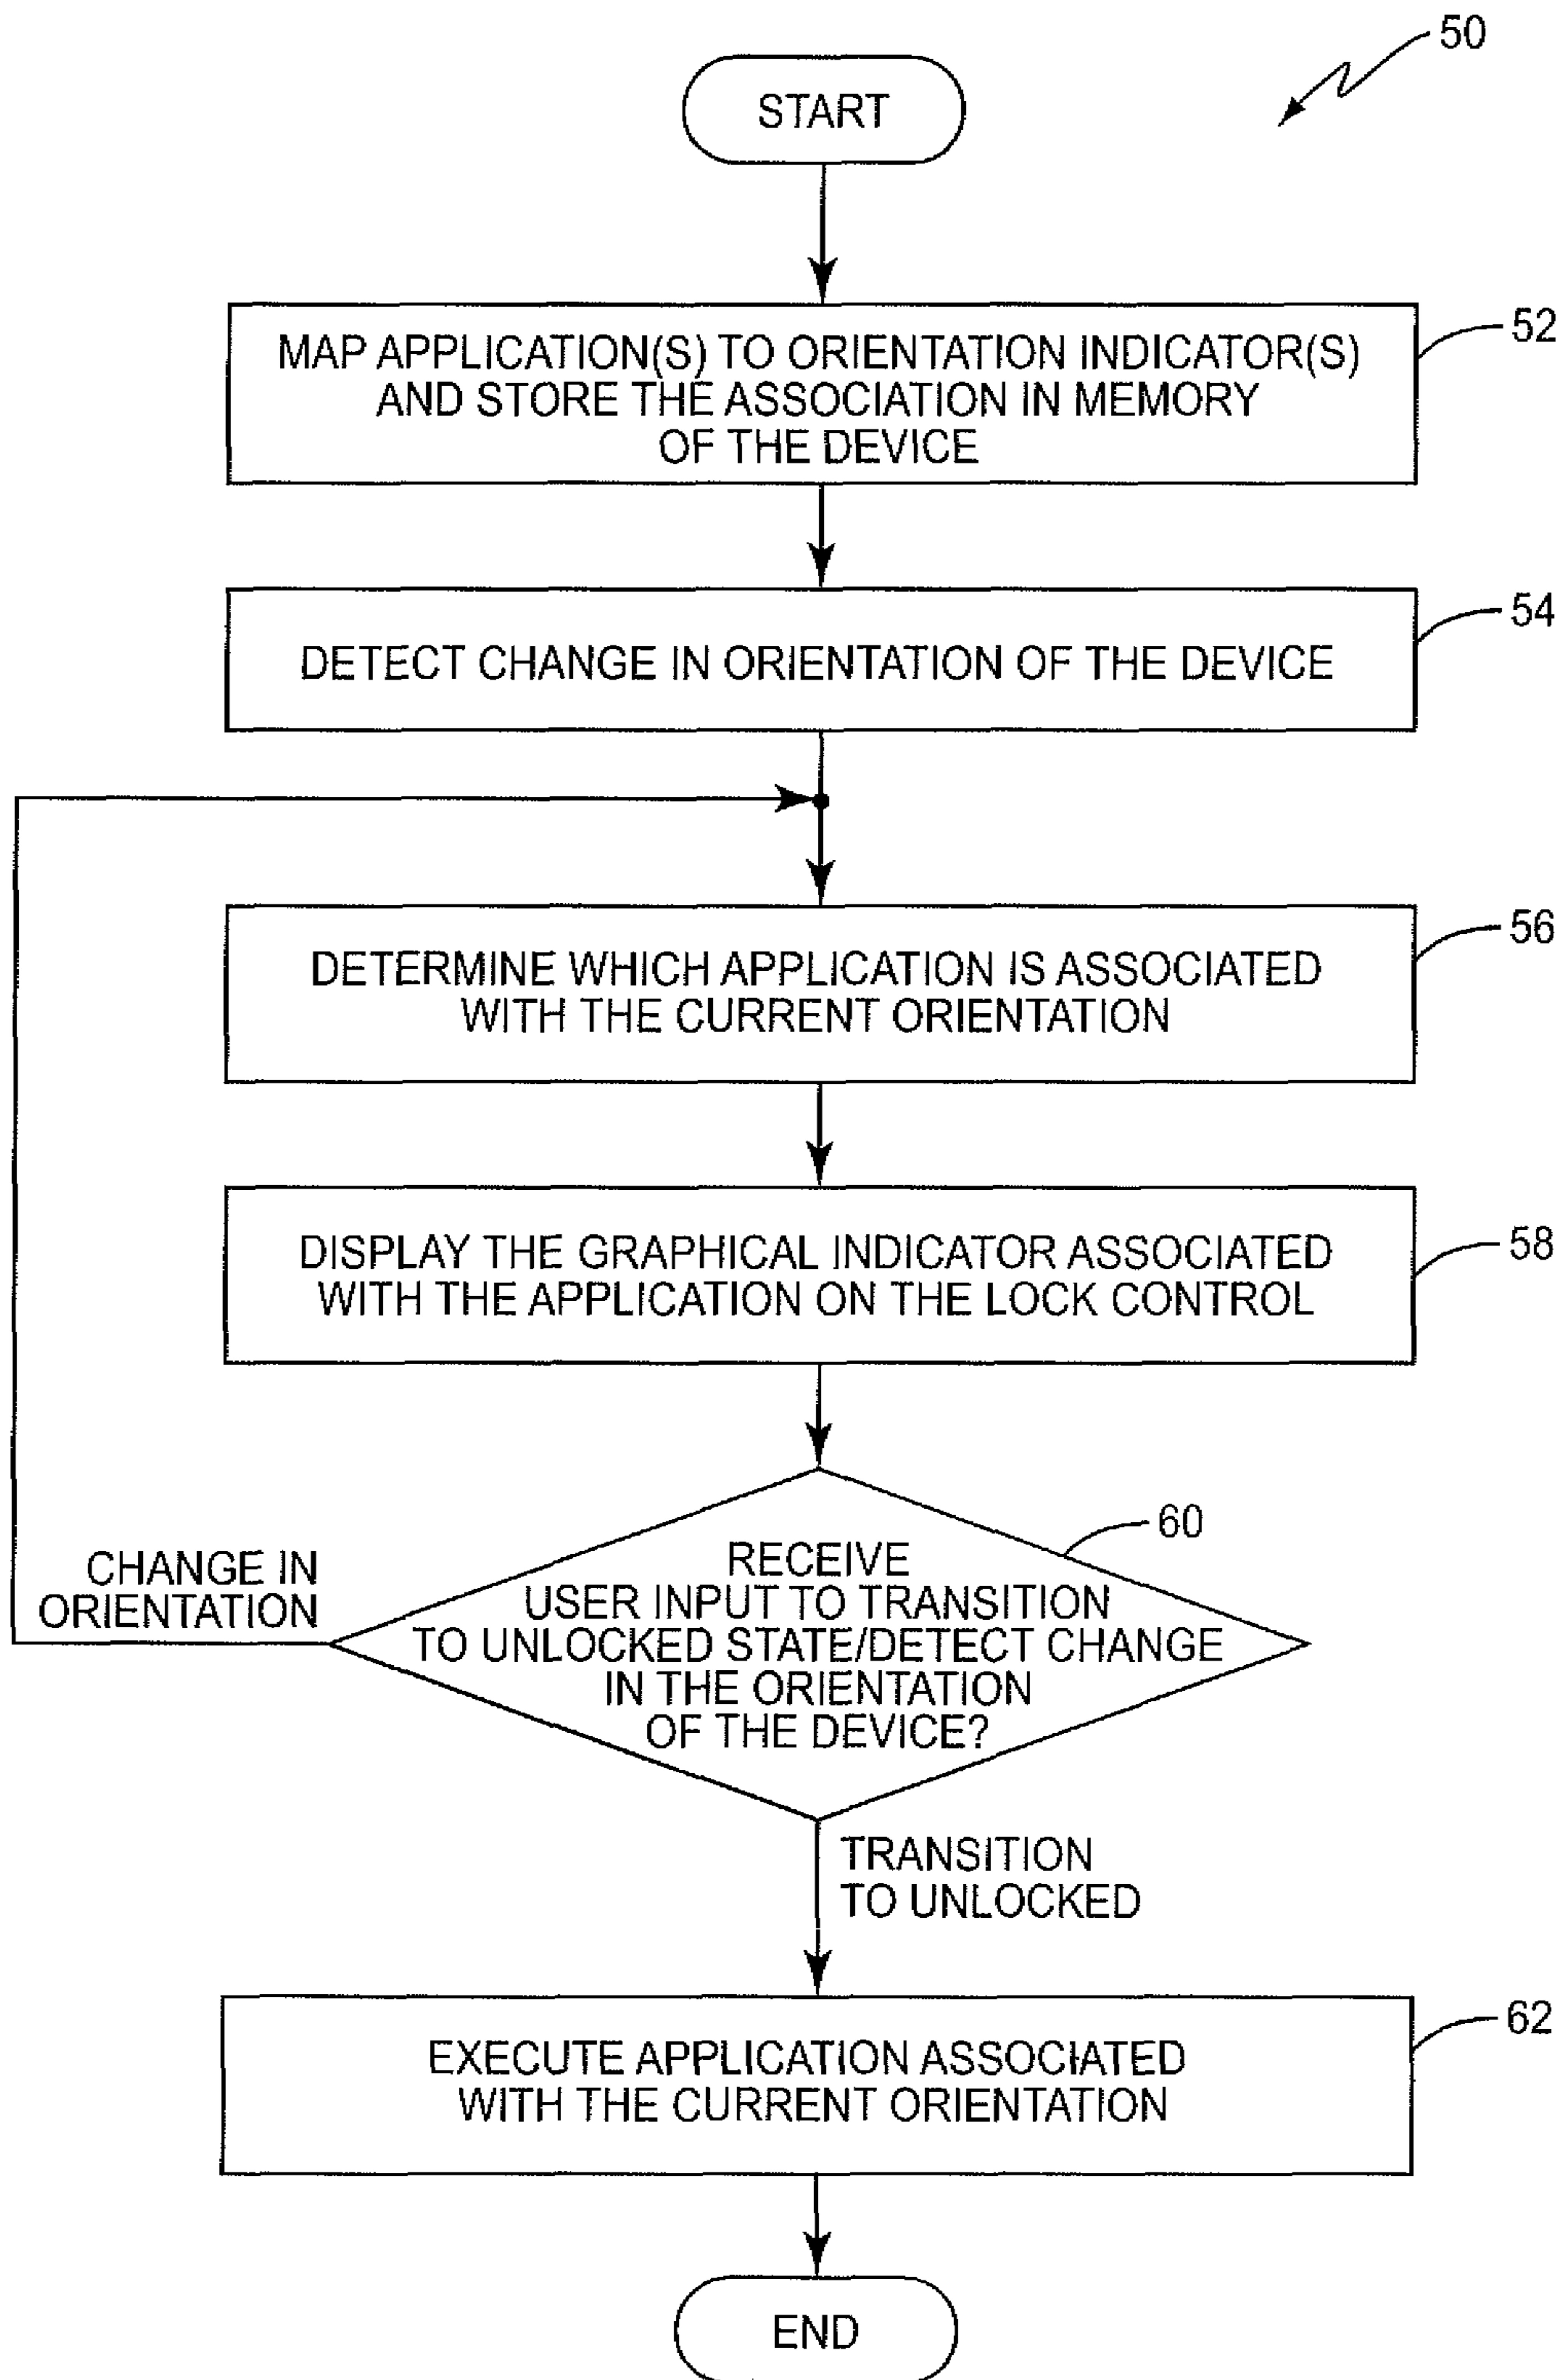 50
START
MAP APPLICATION(S) TO ORIENTATION INDICATOR(S)
AND STORE THE ASSOCIATION IN MEMORY
OF THE DEVICE
52
DETECT CHANGE IN ORIENTATION OF THE DEVICE
54
DETERMINE WHICH APPLICATION IS ASSOCIATED
WITH THE CURRENT ORIENTATION
56
DISPLAY THE GRAPHICAL INDICATOR ASSOCIATED
WITH THE APPLICATION ON THE LOCK CONTROL
58
RECEIVE
USER INPUT TO TRANSITION
TO UNLOCKED STATE/DETECT CHANGE
IN THE ORIENTATION
OF THE DEVICE?
60
CHANGE IN
ORIENTATION
TRANSITION
TO UNLOCKED
EXECUTE APPLICATION ASSOCIATED
WITH THE CURRENT ORIENTATION
62
END